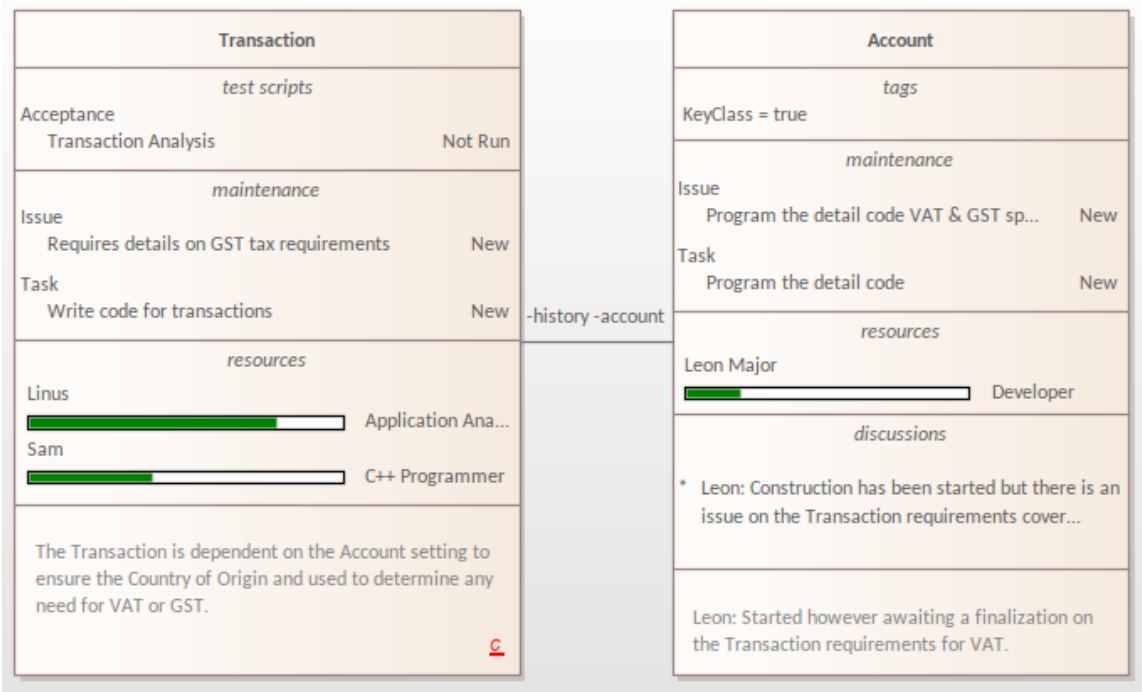 Transaction
test scripts
Acceptance
Transaction Analysis Not Run
maintenance
Issue
Requires details on GST tax requirements New
Task
Write code for transactions New
resources
Linus
Application Ana...
Sam
C++ Programmer
The Transaction is dependent on the Account setting to
ensure the Country of Origin and used to determine any
need for VAT or GST.
C
-history -account
Account
tags
KeyClass = true
maintenance
Issue
Program the detail code VAT & GST sp... New
Task
Program the detail code New
resources
Leon Major
Developer
discussions
* Leon: Construction has been started but there is an
issue on the Transaction requirements cover...
Leon: Started however awaiting a finalization on
the Transaction requirements for VAT.